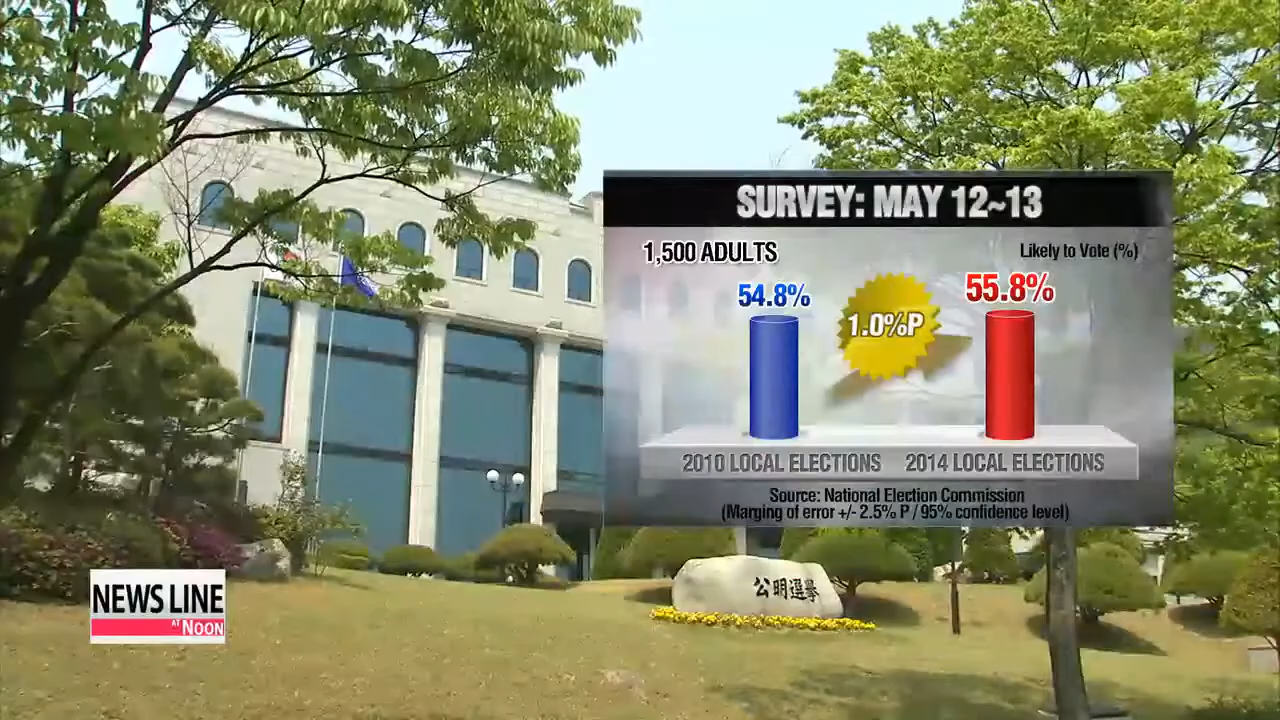 SURVEY: MAY 12~13
1,500 ADULTS
Likely to Vote (%)
54.8%
1.0%P
55.8%
2010 LOCAL ELECTIONS
2014 LOCAL ELECTIONS
Source: National Election Commission
(Marging of error +/- 2.5% P / 95% confidence level)
公明選擧
NEWS LINE
AT NOON